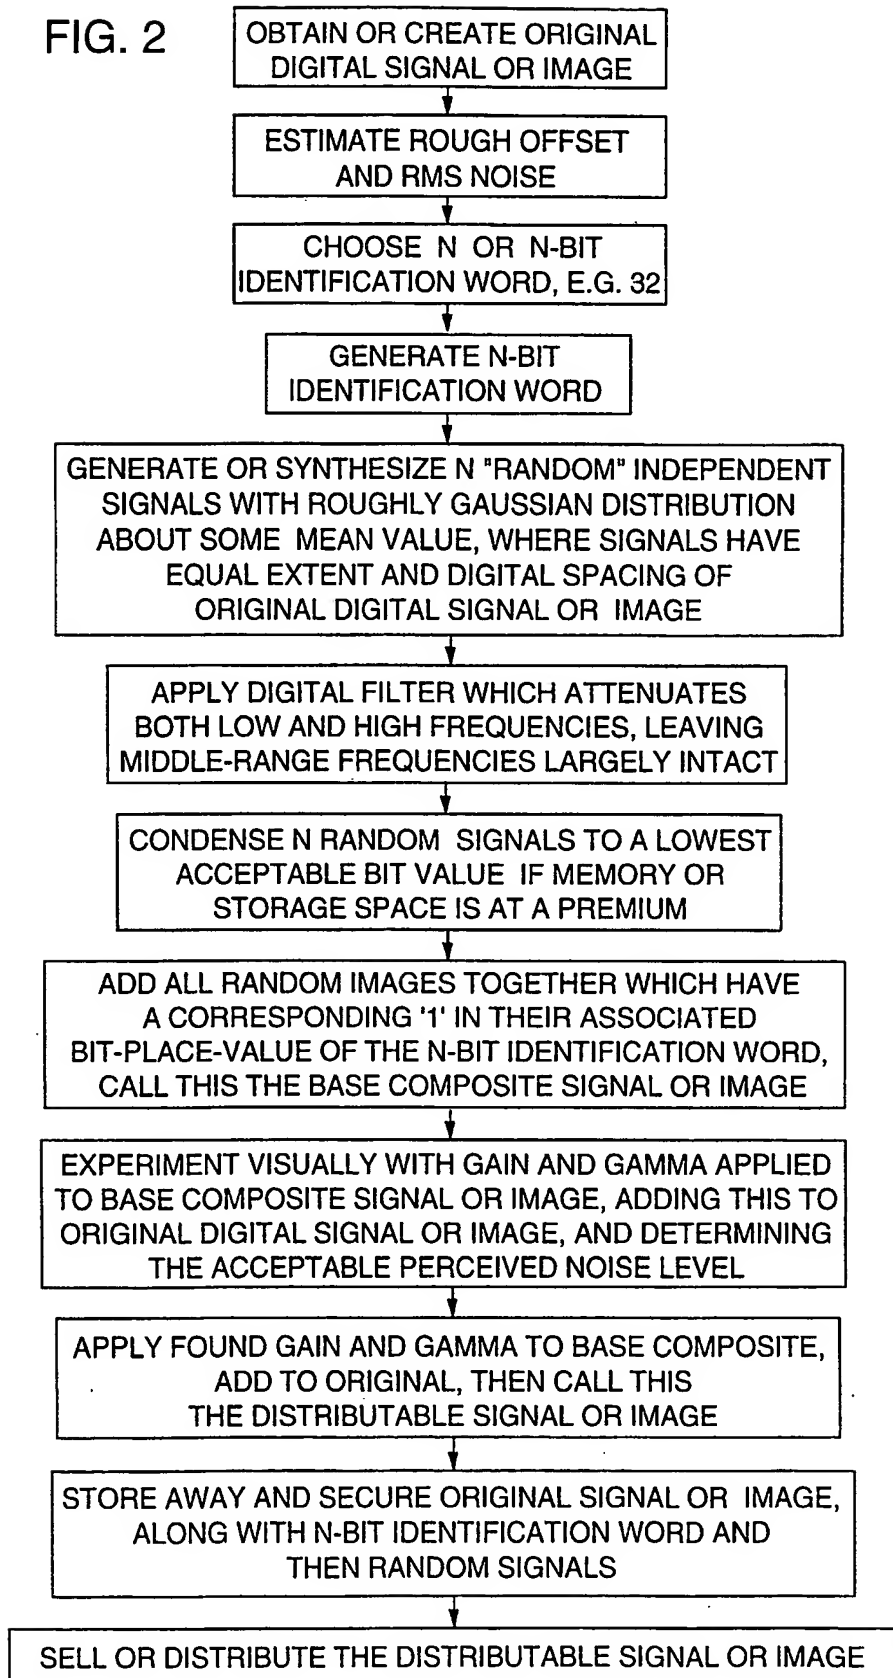 FIG. 2
OBTAIN OR CREATE ORIGINAL
DIGITAL SIGNAL OR IMAGE
ESTIMATE ROUGH OFFSET
AND RMS NOISE
CHOOSE N OR N-BIT
IDENTIFICATION WORD, E.G. 32
GENERATE N-BIT
IDENTIFICATION WORD
GENERATE OR SYNTHESIZE N "RANDOM" INDEPENDENT
SIGNALS WITH ROUGHLY GAUSSIAN DISTRIBUTION
ABOUT SOME MEAN VALUE, WHERE SIGNALS HAVE
EQUAL EXTENT AND DIGITAL SPACING OF
ORIGINAL DIGITAL SIGNAL OR IMAGE
APPLY DIGITAL FILTER WHICH ATTENUATES
BOTH LOW AND HIGH FREQUENCIES, LEAVING
MIDDLE-RANGE FREQUENCIES LARGELY INTACT
CONDENSE N RANDOM SIGNALS TO A LOWEST
ACCEPTABLE BIT VALUE IF MEMORY OR
STORAGE SPACE IS AT A PREMIUM
ADD ALL RANDOM IMAGES TOGETHER WHICH HAVE
A CORRESPONDING '1' IN THEIR ASSOCIATED
BIT-PLACE-VALUE OF THE N-BIT IDENTIFICATION WORD,
CALL THIS THE BASE COMPOSITE SIGNAL OR IMAGE
EXPERIMENT VISUALLY WITH GAIN AND GAMMA APPLIED
TO BASE COMPOSITE SIGNAL OR IMAGE, ADDING THIS TO
ORIGINAL DIGITAL SIGNAL OR IMAGE, AND DETERMINING
THE ACCEPTABLE PERCEIVED NOISE LEVEL
APPLY FOUND GAIN AND GAMMA TO BASE COMPOSITE,
ADD TO ORIGINAL, THEN CALL THIS
THE DISTRIBUTABLE SIGNAL OR IMAGE
STORE AWAY AND SECURE ORIGINAL SIGNAL OR IMAGE,
ALONG WITH N-BIT IDENTIFICATION WORD AND
THEN RANDOM SIGNALS
SELL OR DISTRIBUTE THE DISTRIBUTABLE SIGNAL OR IMAGE